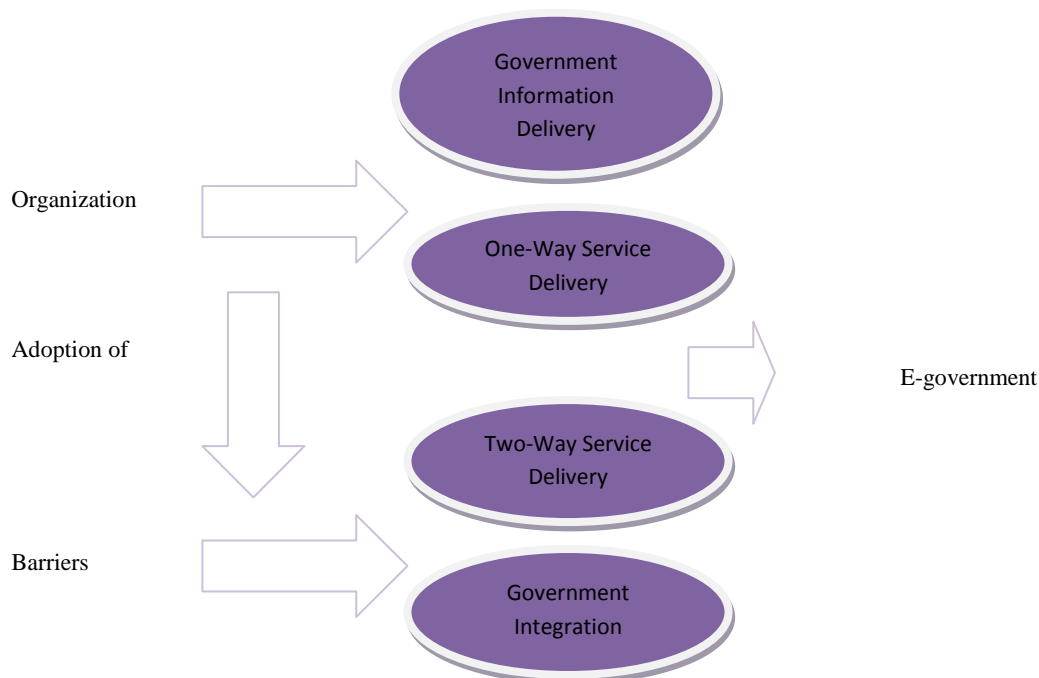 Government
Information
Delivery
Organization
One-Way Service
Delivery
Adoption of
E-government
Two-Way Service
Delivery
Barriers
Government
Integration